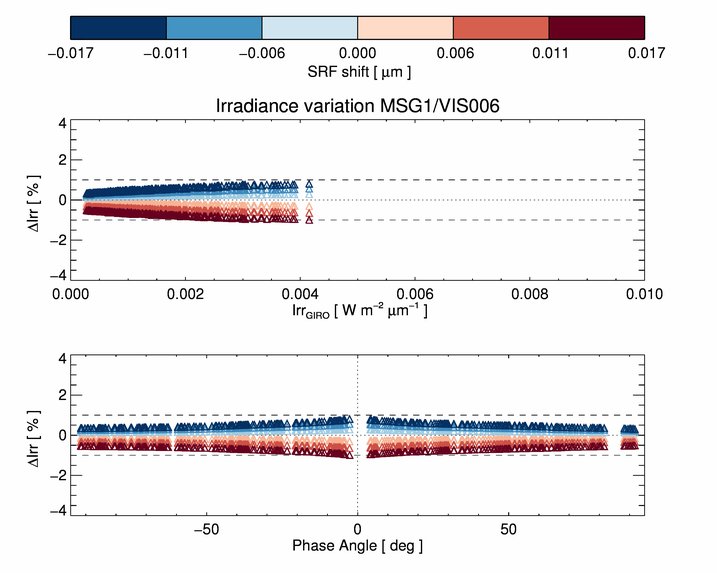 −0.017 −0.011 −0.006 0.000 0.006 0.011 0.017
SRF shift [ μm ]
Irradiance variation MSG1/VIS006
4
2
0
−2
−4
ΔIrr [ % ]
0.000 0.002 0.004 0.006 0.008 0.010
Irr_GIRO [ W m⁻² μm⁻¹ ]
4
2
0
−2
−4
ΔIrr [ % ]
−50 0 50
Phase Angle [ deg ]